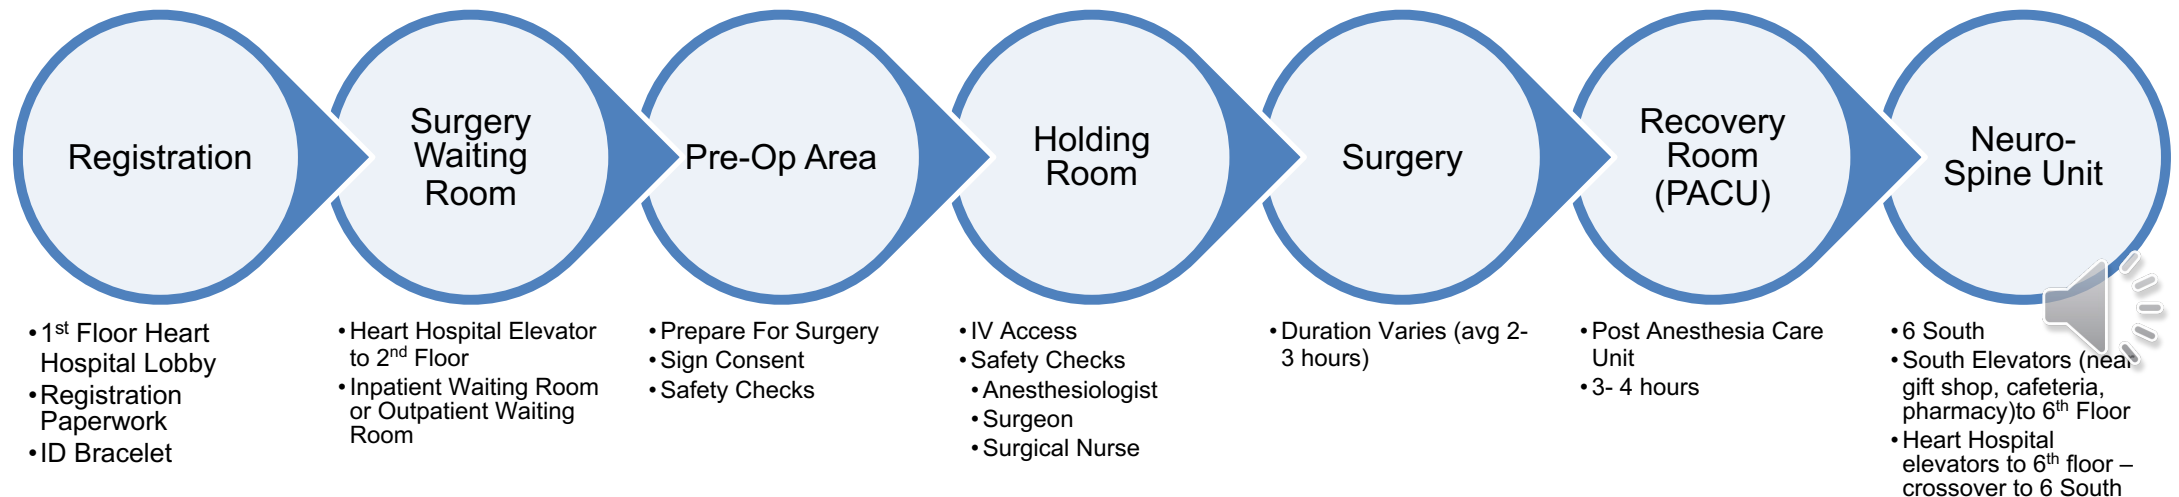 Registration
Surgery
Waiting
Room
Pre-Op Area
Holding
Room
Surgery
Recovery
Room
(PACU)
Neuro-
Spine Unit
•1st Floor Heart
Hospital Lobby
•Registration
Paperwork
•ID Bracelet
•Heart Hospital Elevator
to 2nd Floor
•Inpatient Waiting Room
or Outpatient Waiting
Room
•Prepare For Surgery
•Sign Consent
•Safety Checks
•IV Access
•Safety Checks
•Anesthesiologist
•Surgeon
•Surgical Nurse
•Duration Varies (avg 2-
3 hours)
•Post Anesthesia Care
Unit
•3- 4 hours
•6 South
•South Elevators (near
gift shop, cafeteria,
pharmacy)to 6th Floor
•Heart Hospital
elevators to 6th floor –
crossover to 6 South